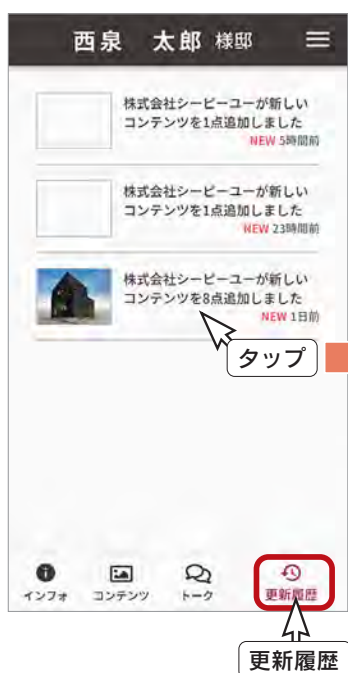 西泉 太郎 様邸
株式会社シーピーユーが新しい
コンテンツを1点追加しました
NEW 5時間前
株式会社シーピーユーが新しい
コンテンツを1点追加しました
NEW 23時間前
株式会社シーピーユーが新しい
コンテンツを8点追加しました
NEW 1日前
タップ
インフォ コンテンツ トーク 更新履歴
更新履歴